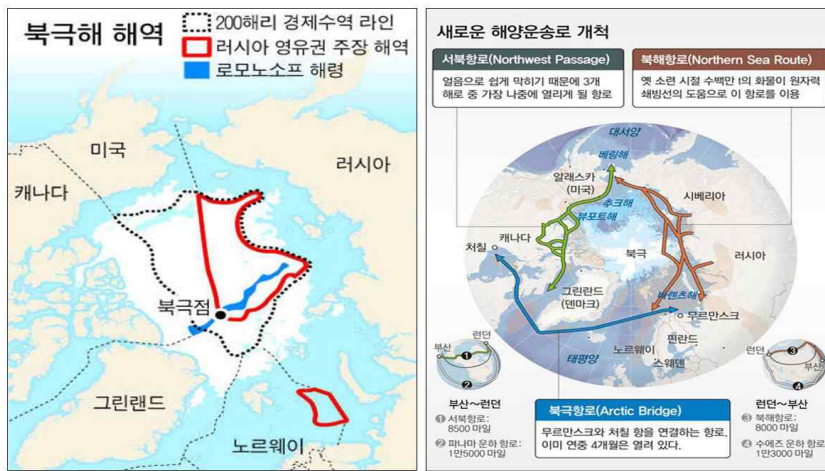 북극해 해역
200해리 경제수역 라인
러시아 영유권 주장 해역
로모노소프 해령
미국
러시아
캐나다
북극점
그린랜드
노르웨이
새로운 해양운송로 개척
서북항로(Northwest Passage)
얼음으로 쉽게 막히기 때문에 3개
해로 중 가장 나중에 열리게 될 항로
북해항로(Northern Sea Route)
옛 소련 시절 수백만 t의 화물이 원자력
쇄빙선의 도움으로 이 항로를 이용
대서양
베링해
알래스카
(미국)
시베리아
추크해
부포트해
캐나다
처칠
북극
러시아
그린란드
(덴마크)
바렌츠해
무르만스크
핀란드
노르웨이
스웨덴
태평양
부산
런던
1
2
부산~런던
① 서북항로:
8500 마일
② 파나마 운하 항로:
1만5000 마일
북극항로(Arctic Bridge)
무르만스크와 처칠 항을 연결하는 항로.
이미 연중 4개월은 열려 있다.
런던
부산
3
4
런던~부산
③ 북해항로:
8000 마일
④ 수에즈 운하 항로:
1만3000 마일